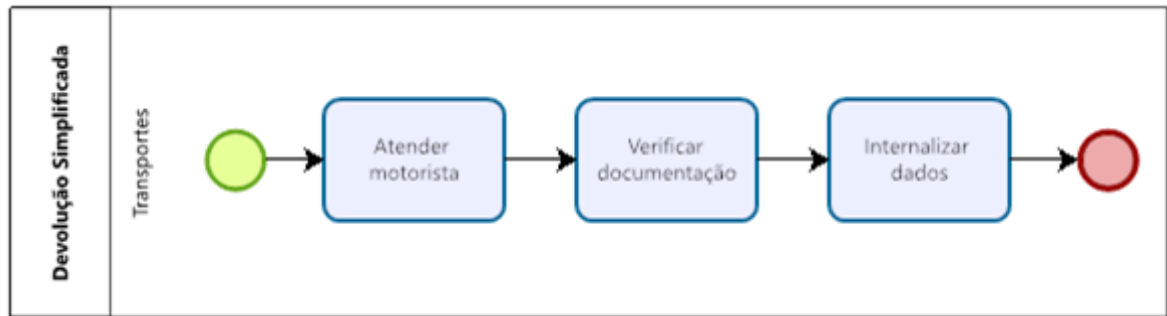 Devolução Simplificada
Transportes
Atender
motorista
Verificar
documentação
Internalizar
dados